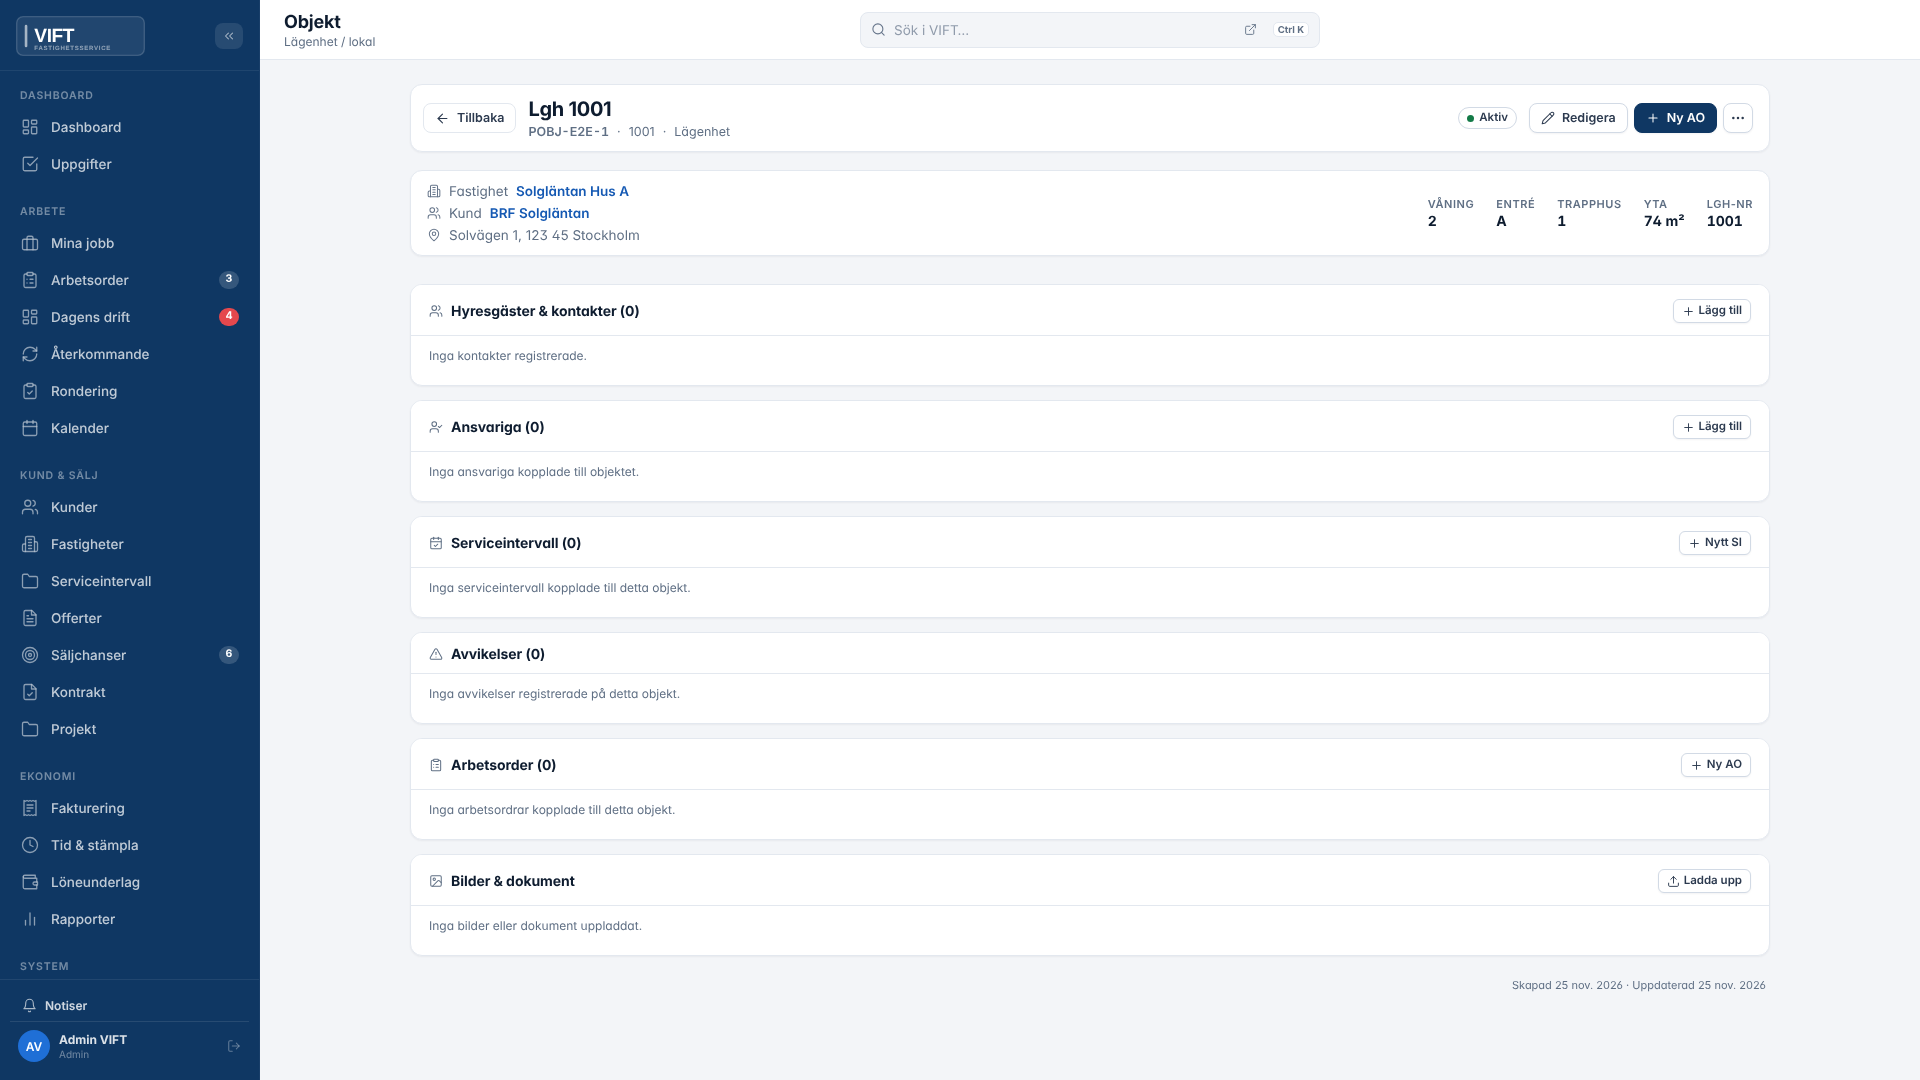 VIFT
FASTIGHETSSERVICE
DASHBOARD
Dashboard
Uppgifter
ARBETE
Mina jobb
Arbetsorder 3
Dagens drift 4
Återkommande
Rondering
Kalender
KUND & SÄLJ
Kunder
Fastigheter
Serviceintervall
Offerter
Säljchanser 6
Kontrakt
Projekt
EKONOMI
Fakturering
Tid & stämpla
Löneunderlag
Rapporter
SYSTEM
Notiser
AV Admin VIFT
Admin
Objekt
Lägenhet / lokal
Sök i VIFT... Ctrl K
Tillbaka
Lgh 1001
POBJ-E2E-1 · 1001 · Lägenhet
Aktiv
Redigera
Ny AO
Fastighet Solgläntan Hus A
Kund BRF Solgläntan
Solvägen 1, 123 45 Stockholm
VÅNING ENTRÉ TRAPPHUS YTA LGH-NR
2 A 1 74 m² 1001
Hyresgäster & kontakter (0) Lägg till
Inga kontakter registrerade.
Ansvariga (0) Lägg till
Inga ansvariga kopplade till objektet.
Serviceintervall (0) Nytt SI
Inga serviceintervall kopplade till detta objekt.
Avvikelser (0)
Inga avvikelser registrerade på detta objekt.
Arbetsorder (0) Ny AO
Inga arbetsordrar kopplade till detta objekt.
Bilder & dokument Ladda upp
Inga bilder eller dokument uppladdat.
Skapad 25 nov. 2026 · Uppdaterad 25 nov. 2026